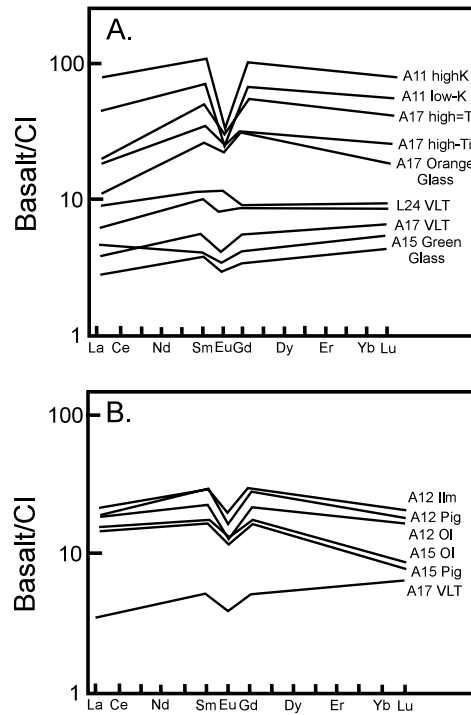 A.
Basalt/CI
100
10
1
A11 highK
A11 low-K
A17 high=T
A17 high-Ti
A17 Orange
Glass
L24 VLT
A17 VLT
A15 Green
Glass
La Ce Nd Sm Eu Gd Dy Er Yb Lu
B.
Basalt/CI
100
10
1
A12 Ilm
A12 Pig
A12 Ol
A15 Ol
A15 Pig
A17 VLT
La Ce Nd Sm Eu Gd Dy Er Yb Lu